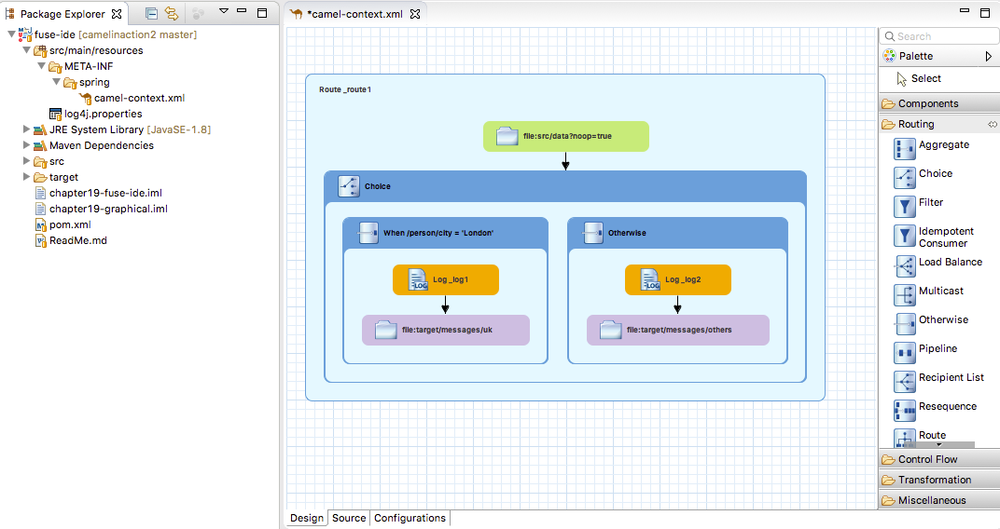 Package Explorer
fuse-ide [camelinaction2 master]
src/main/resources
META-INF
spring
camel-context.xml
log4j.properties
JRE System Library [JavaSE-1.8]
Maven Dependencies
src
target
chapter19-fuse-ide.iml
chapter19-graphical.iml
pom.xml
ReadMe.md
*camel-context.xml
Route _route1
file:src/data?noop=true
Choice
When /person/city = 'London'
Log _log1
LOG
file:target/messages/uk
Otherwise
Log _log2
LOG
file:target/messages/others
Design Source Configurations
Search
Palette
Select
Components
Routing
Aggregate
Choice
Filter
Idempotent
Consumer
Load Balance
Multicast
Otherwise
Pipeline
Recipient List
Resequence
Route
Control Flow
Transformation
Miscellaneous